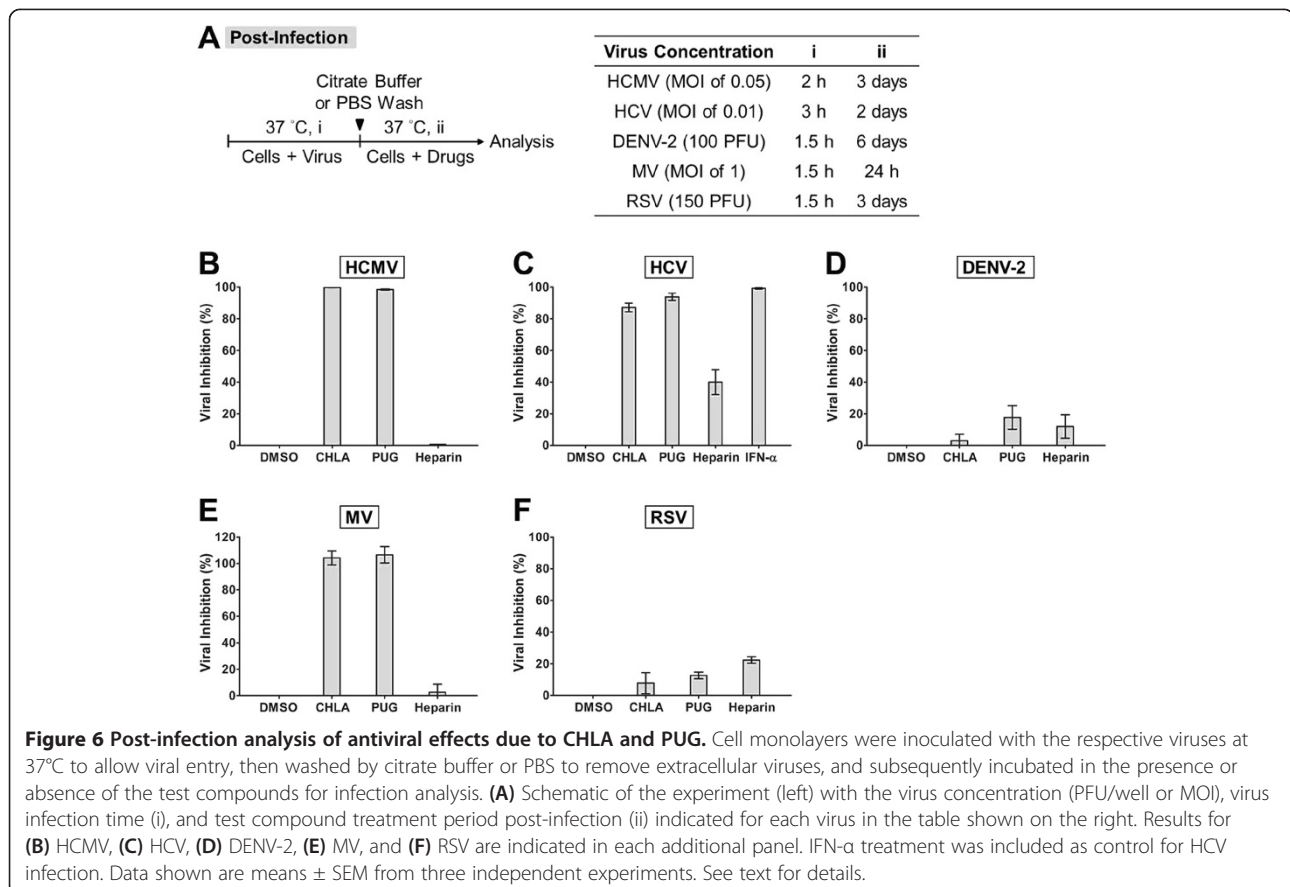 A Post-Infection
Citrate Buffer
or PBS Wash
37 °C, i 37 °C, ii
Analysis
Cells + Virus Cells + Drugs
Virus Concentration i ii
HCMV (MOI of 0.05) 2 h 3 days
HCV (MOI of 0.01) 3 h 2 days
DENV-2 (100 PFU) 1.5 h 6 days
MV (MOI of 1) 1.5 h 24 h
RSV (150 PFU) 1.5 h 3 days
B HCMV
Viral Inhibition (%)
100
80
60
40
20
0
DMSO CHLA PUG Heparin
C HCV
Viral Inhibition (%)
100
80
60
40
20
0
DMSO CHLA PUG Heparin IFN-α
D DENV-2
Viral Inhibition (%)
100
80
60
40
20
0
DMSO CHLA PUG Heparin
E MV
Viral Inhibition (%)
120
100
80
60
40
20
0
DMSO CHLA PUG Heparin
F RSV
Viral Inhibition (%)
100
80
60
40
20
0
DMSO CHLA PUG Heparin
Figure 6 Post-infection analysis of antiviral effects due to CHLA and PUG. Cell monolayers were inoculated with the respective viruses at
37°C to allow viral entry, then washed by citrate buffer or PBS to remove extracellular viruses, and subsequently incubated in the presence or
absence of the test compounds for infection analysis. (A) Schematic of the experiment (left) with the virus concentration (PFU/well or MOI), virus
infection time (i), and test compound treatment period post-infection (ii) indicated for each virus in the table shown on the right. Results for
(B) HCMV, (C) HCV, (D) DENV-2, (E) MV, and (F) RSV are indicated in each additional panel. IFN-α treatment was included as control for HCV
infection. Data shown are means ± SEM from three independent experiments. See text for details.